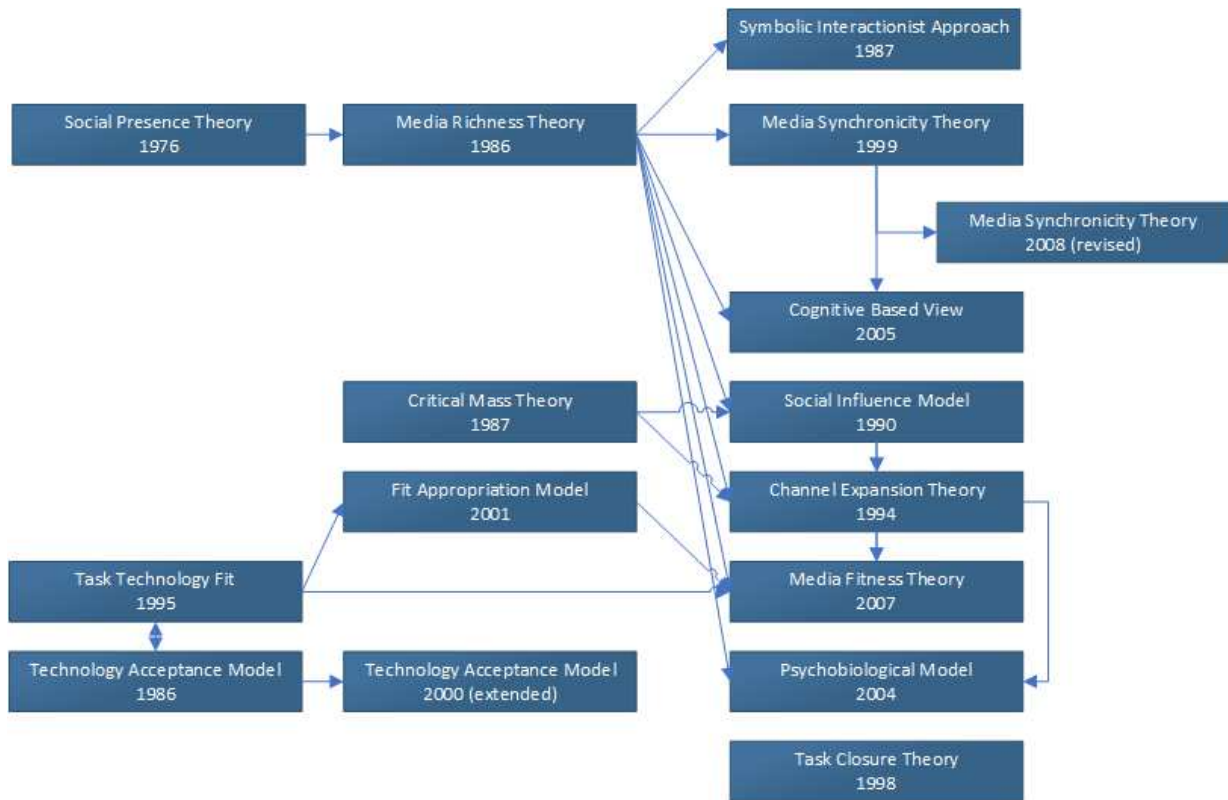 Symbolic Interactionist Approach
1987
Social Presence Theory
1976
Media Richness Theory
1986
Media Synchronicity Theory
1999
Media Synchronicity Theory
2008 (revised)
Cognitive Based View
2005
Critical Mass Theory
1987
Social Influence Model
1990
Fit Appropriation Model
2001
Channel Expansion Theory
1994
Task Technology Fit
1995
Media Fitness Theory
2007
Technology Acceptance Model
1986
Technology Acceptance Model
2000 (extended)
Psychobiological Model
2004
Task Closure Theory
1998